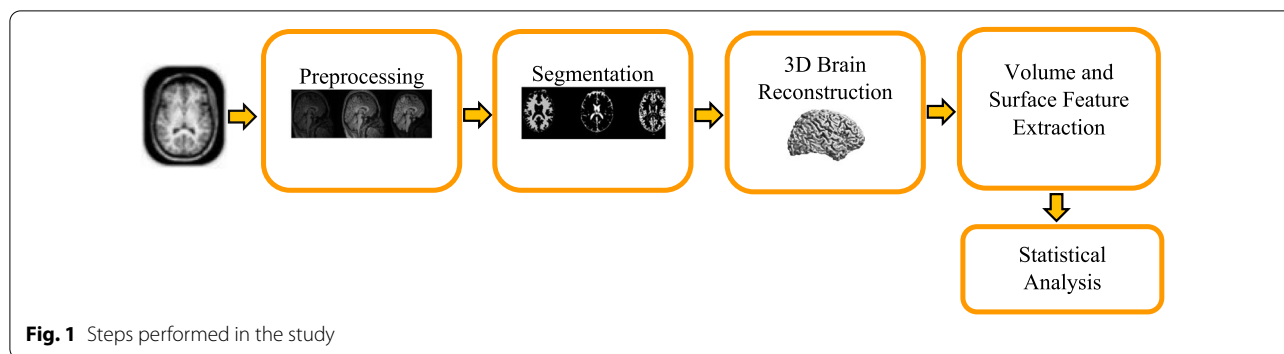 Preprocessing
Segmentation
3D Brain
Reconstruction
Volume and
Surface Feature
Extraction
Statistical
Analysis
Fig. 1 Steps performed in the study